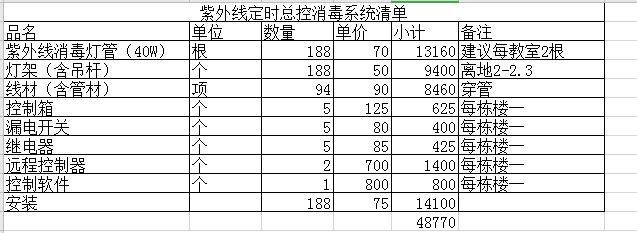 紫外线定时总控消毒系统清单
品名 单位 数量 单价 小计 备注
紫外线消毒灯管（40W） 根 188 70 13160 建议每教室2根
灯架（含吊杆） 个 188 50 9400 离地2-2.3
线材（含管材） 项 94 90 8460 穿管
控制箱 个 5 125 625 每栋楼一
漏电开关 个 5 80 400 每栋楼一
继电器 个 5 85 425 每栋楼一
远程控制器 个 2 700 1400 每栋楼一
控制软件 个 1 800 800 每栋楼一
安装 188 75 14100
48770